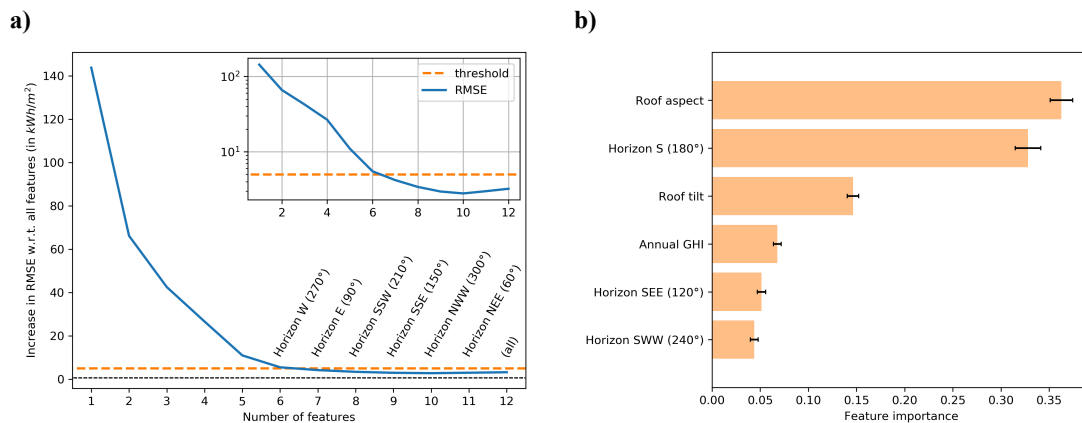 a)
Increase in RMSE w.r.t. all features (in kWh/m²)
140
120
100
80
60
40
20
0
1 2 3 4 5 6 7 8 9 10 11 12
Number of features
10²
10¹
2 4 6 8 10 12
threshold
RMSE
Horizon W (270°)
Horizon E (90°)
Horizon SSW (210°)
Horizon SSE (150°)
Horizon NWW (300°)
Horizon NEE (60°)
(all)
b)
Roof aspect
Horizon S (180°)
Roof tilt
Annual GHI
Horizon SEE (120°)
Horizon SWW (240°)
0.00 0.05 0.10 0.15 0.20 0.25 0.30 0.35
Feature importance